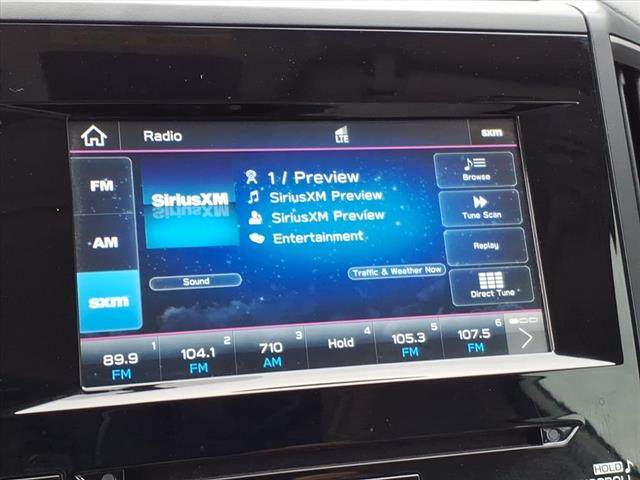 Radio
LTE
sxm
FM
AM
sxm
SiriusXM
1 / Preview
SiriusXM Preview
SiriusXM Preview
Entertainment
Sound
Traffic & Weather Now
Browse
Tune Scan
Replay
Direct Tune
1
89.9
FM
2
104.1
FM
3
710
AM
4
Hold
5
105.3
FM
6
107.5
FM
HOLD
SCROLL